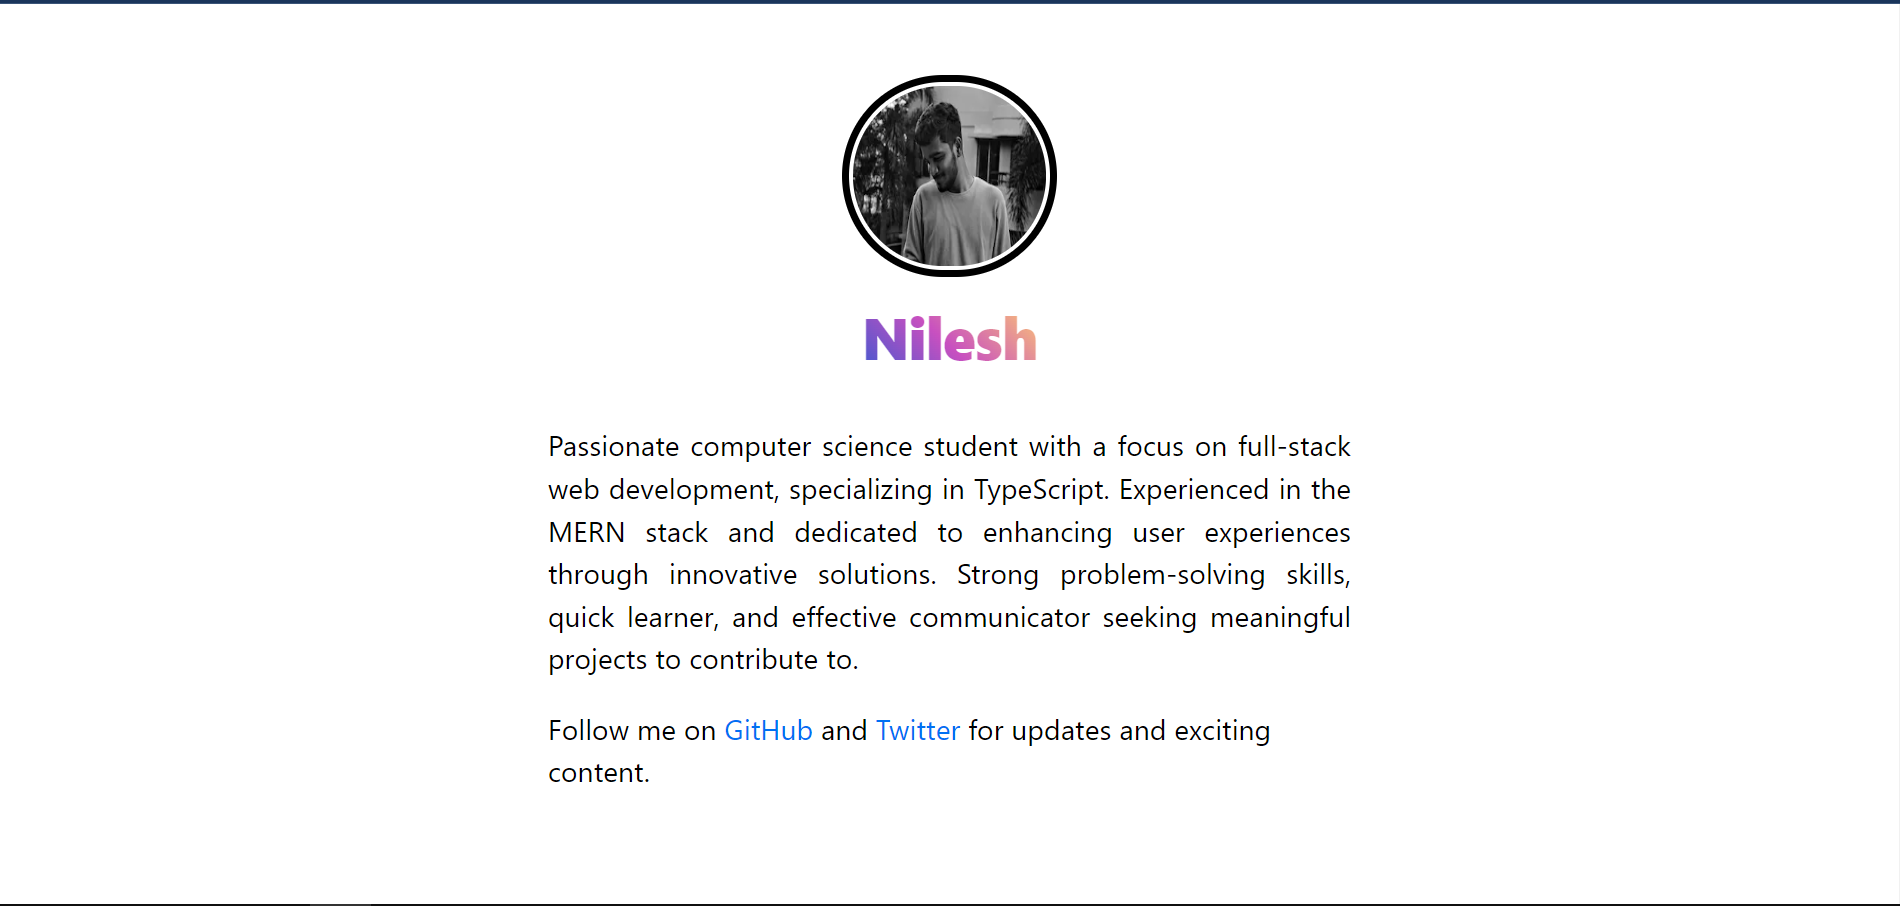 Nilesh
Passionate computer science student with a focus on full-stack
web development, specializing in TypeScript. Experienced in the
MERN stack and dedicated to enhancing user experiences
through innovative solutions. Strong problem-solving skills,
quick learner, and effective communicator seeking meaningful
projects to contribute to.
Follow me on GitHub and Twitter for updates and exciting
content.